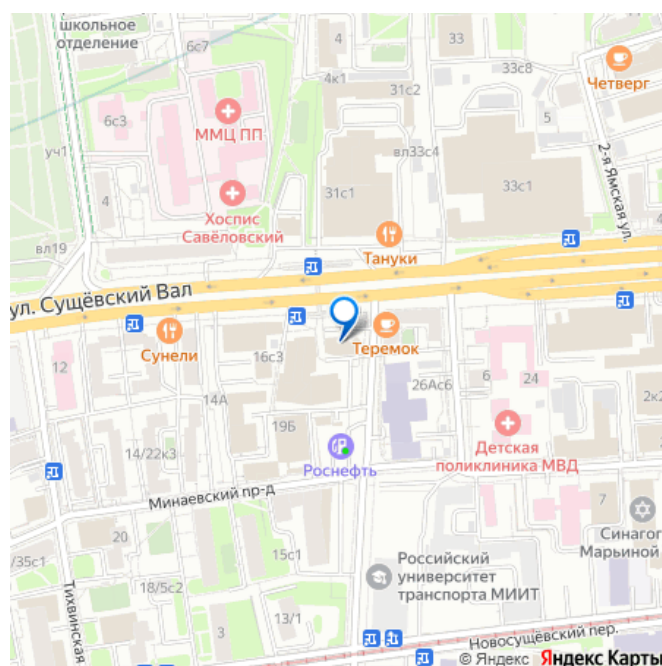 школьное
отделение
6с7
4
33
4к1
33с8
31с2
Четверг
6с3
ММЦ ПП
5
уч1
вл33с4
2-я Ямская ул.
4
31с1
33с1
Хоспис
Савёловский
вл19
Тануки
ул. Сущёвский Вал
Сунели
Теремок
16с3
12
26Ас6
6
24
14А
2к2
19Б
Детская
поликлиника МВД
14/22к3
Роснефть
Минаевский пр-д
7
20
Синагог
Марьиной
/35с1
15с1
Российский
университет
транспорта МИИТ
18/5с2
Тихвинская
13/1
3
Новосущёвский пер.
© Яндекс Яндекс Карты